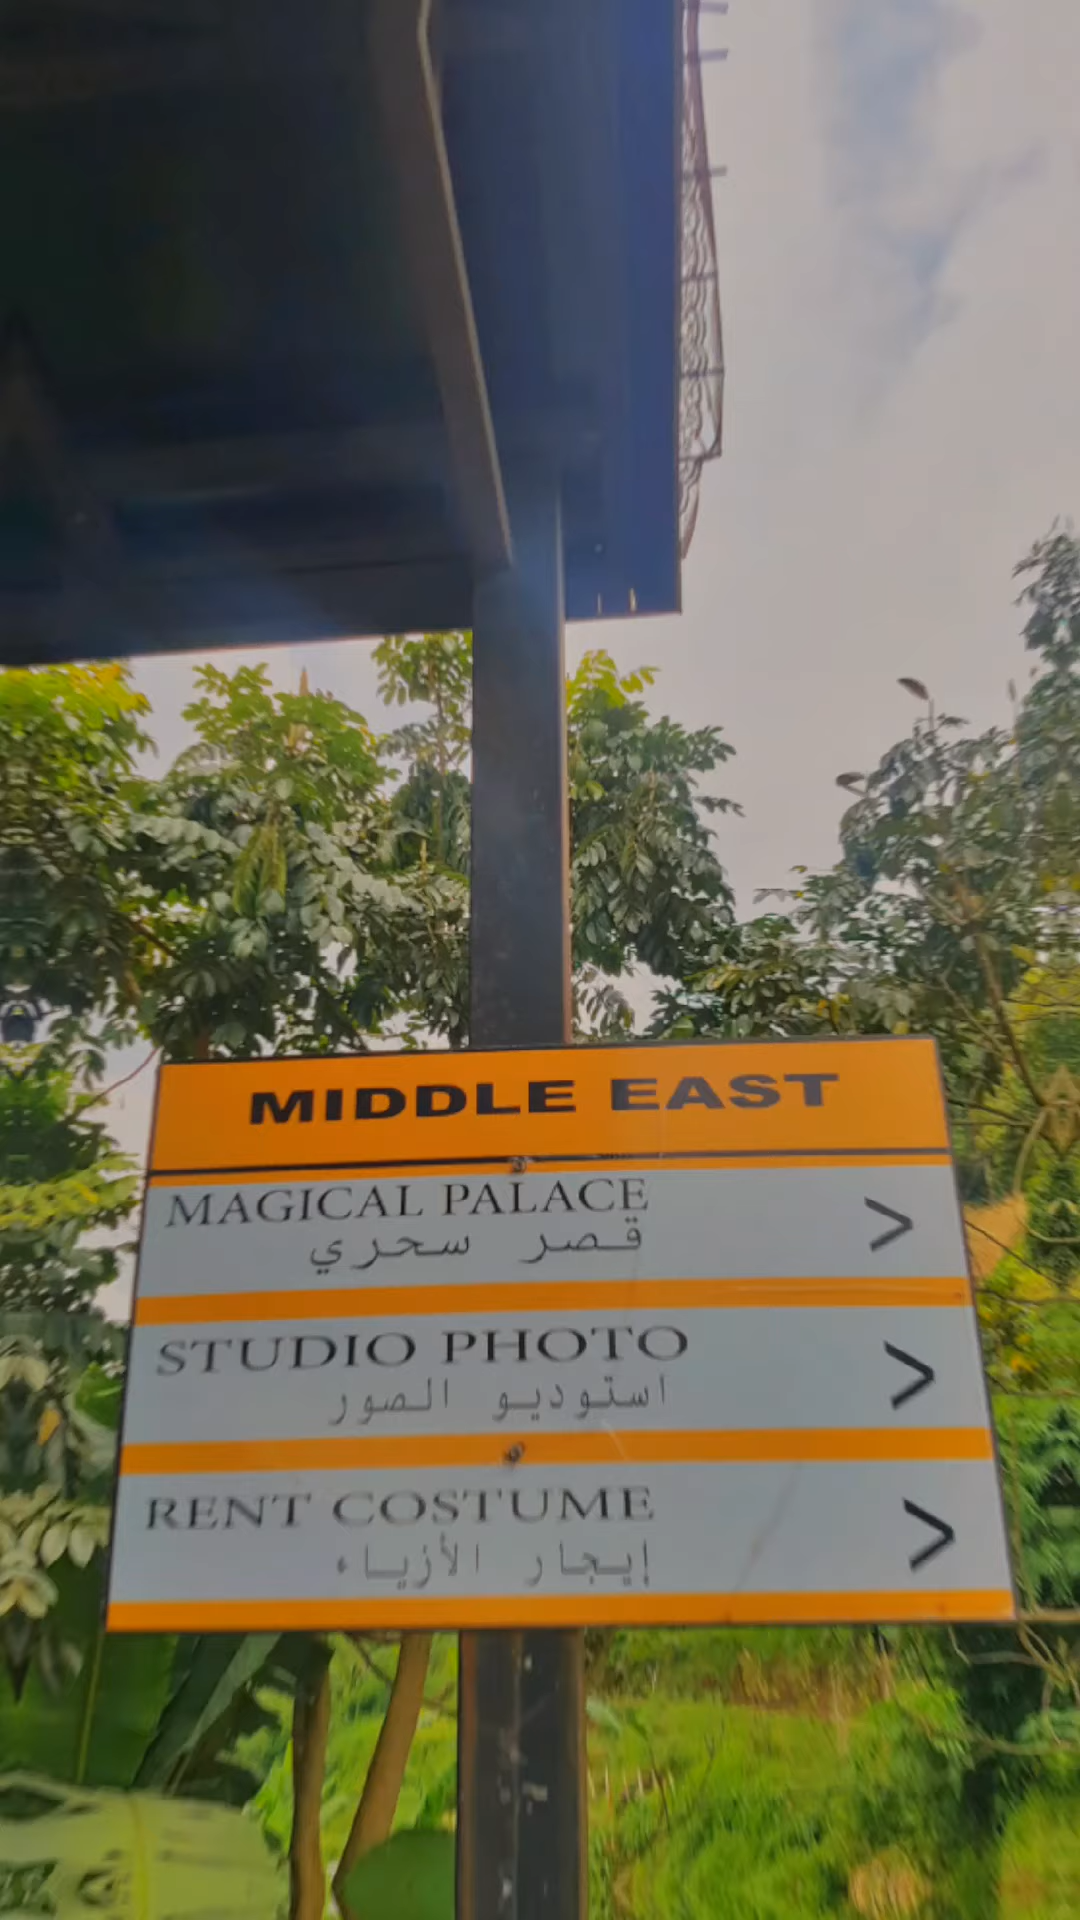 MIDDLE EAST
MAGICAL PALACE >
قصر سحري
STUDIO PHOTO >
استوديو الصور
RENT COSTUME >
إيجار الأزياء